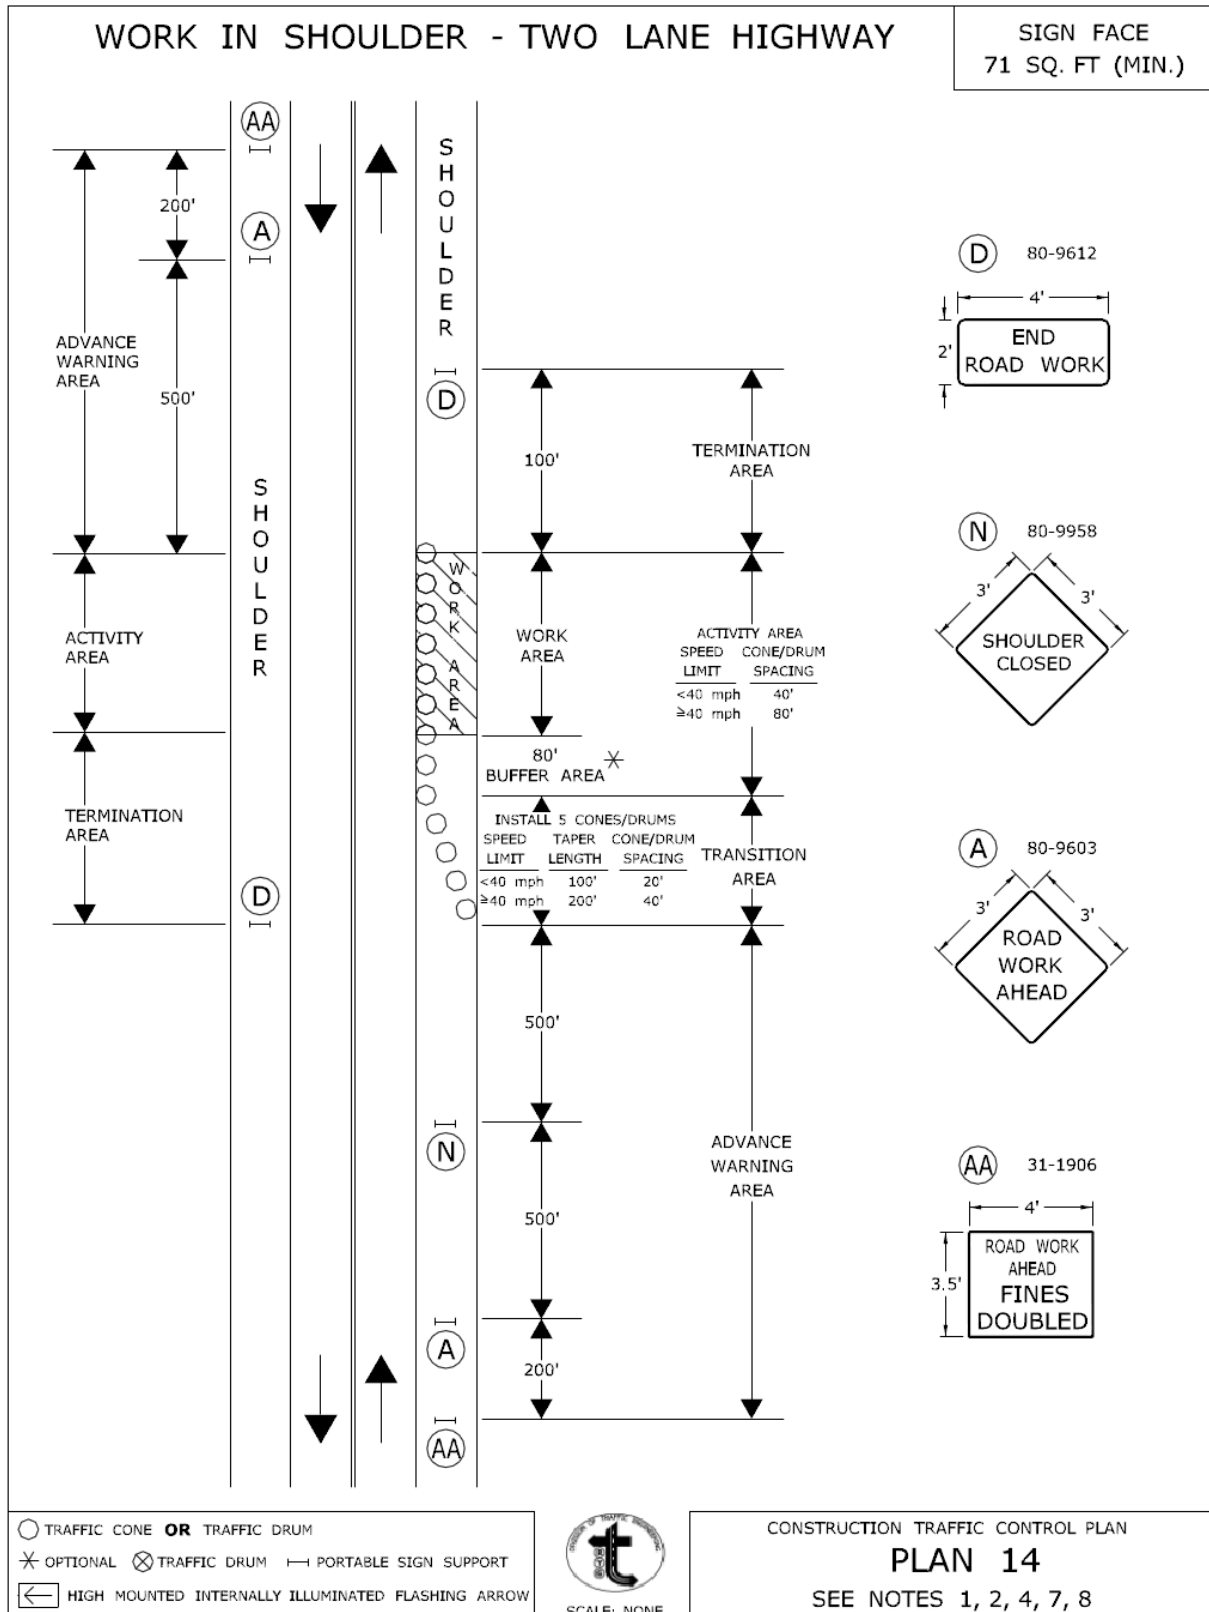 WORK IN SHOULDER - TWO LANE HIGHWAY
SIGN FACE
71 SQ. FT (MIN.)
AA
200'
A
ADVANCE
WARNING
AREA
500'
SHOULDER
ACTIVITY
AREA
TERMINATION
AREA
D
SHOULDER
D
100'
TERMINATION
AREA
WORK AREA
WORK
AREA
ACTIVITY AREA
SPEED CONE/DRUM
LIMIT SPACING
<40 mph 40'
≥40 mph 80'
80'
BUFFER AREA *
INSTALL 5 CONES/DRUMS
SPEED TAPER CONE/DRUM
LIMIT LENGTH SPACING
<40 mph 100' 20'
≥40 mph 200' 40'
TRANSITION
AREA
500'
N
500'
ADVANCE
WARNING
AREA
A
200'
AA
D 80-9612
4'
2'
END
ROAD WORK
N 80-9958
3' 3'
SHOULDER
CLOSED
A 80-9603
3' 3'
ROAD
WORK
AHEAD
AA 31-1906
4'
3.5'
ROAD WORK
AHEAD
FINES
DOUBLED
TRAFFIC CONE OR TRAFFIC DRUM
* OPTIONAL TRAFFIC DRUM PORTABLE SIGN SUPPORT
HIGH MOUNTED INTERNALLY ILLUMINATED FLASHING ARROW
DIVISION OF TRAFFIC ENGINEERING
SCALE: NONE
CONSTRUCTION TRAFFIC CONTROL PLAN
PLAN 14
SEE NOTES 1, 2, 4, 7, 8